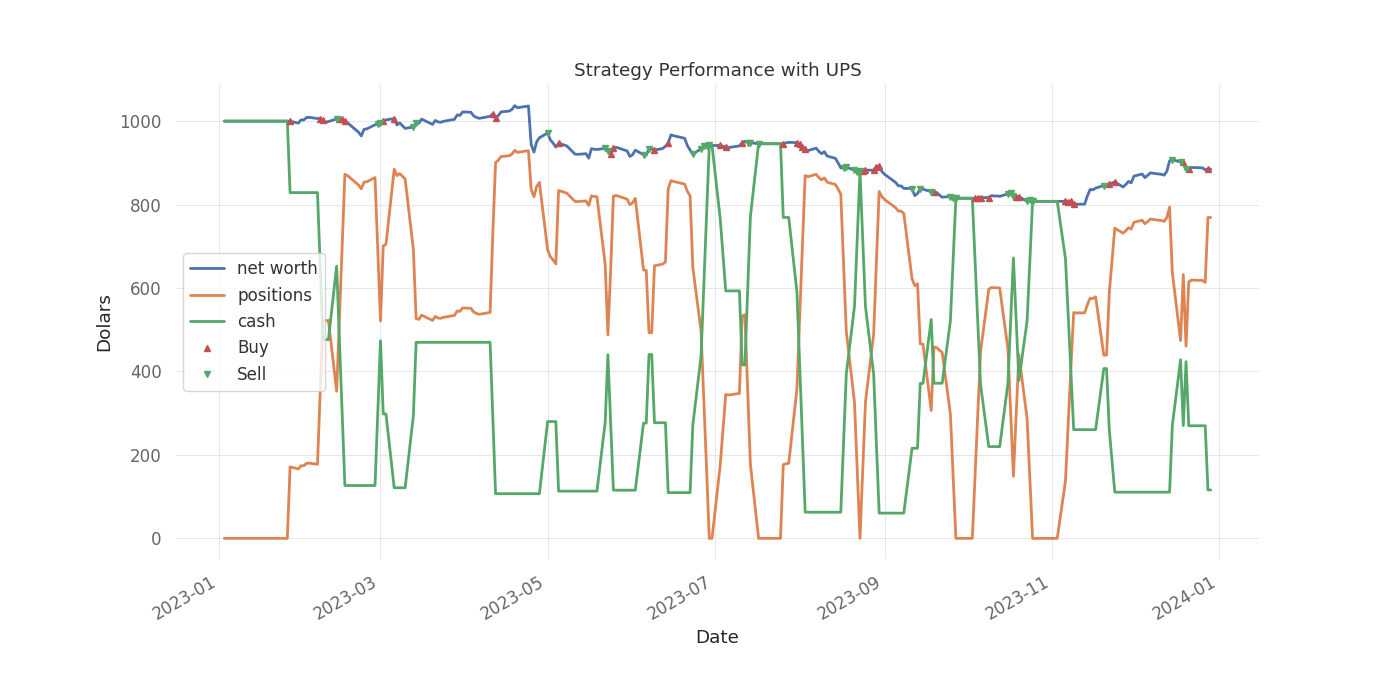 Strategy Performance with UPS
1000
800
600
400
200
0
Dolars
net worth
positions
cash
Buy
Sell
2023-01
2023-03
2023-05
2023-07
2023-09
2023-11
2024-01
Date